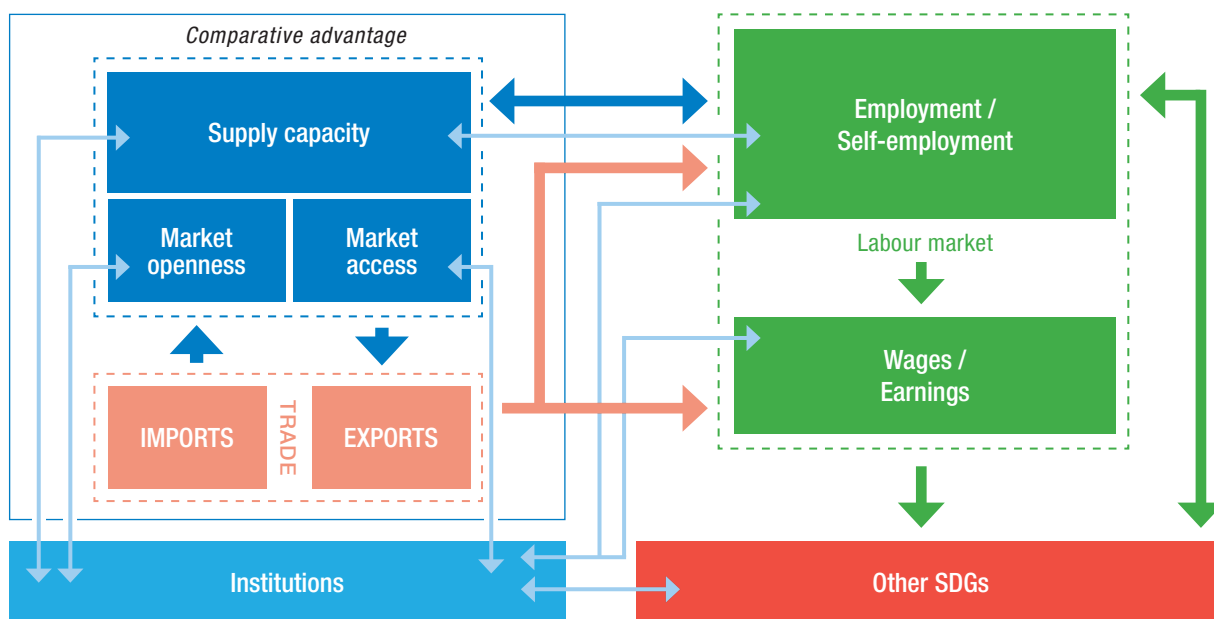 Comparative advantage
Supply capacity
Market
openness
Market
access
IMPORTS
TRADE
EXPORTS
Institutions
Employment /
Self-employment
Labour market
Wages /
Earnings
Other SDGs